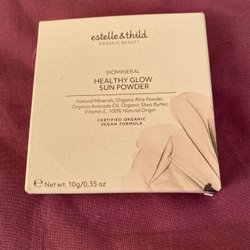 estelle&thild
ORGANIC BEAUTY
BIOMINERAL
HEALTHY GLOW
SUN POWDER
Natural Minerals, Organic Rice Powder,
Organic Avocado Oil, Organic Shea Butter,
Vitamin E, 100% Natural Origin
CERTIFIED ORGANIC
VEGAN FORMULA
℮ Net wt. 10g/0,35 oz